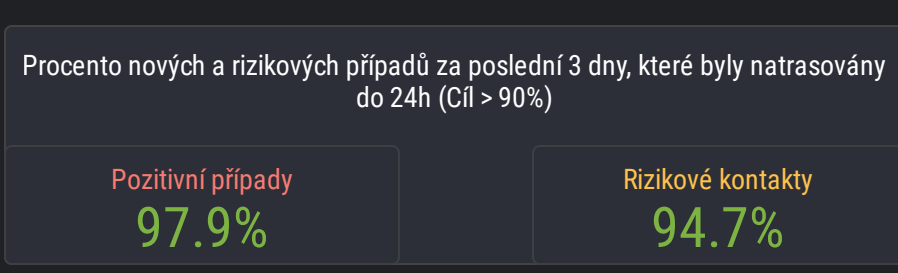 Procento nových a rizikových případů za poslední 3 dny, které byly natrasovány
do 24h (Cíl > 90%)
Pozitivní případy
97.9%
Rizikové kontakty
94.7%